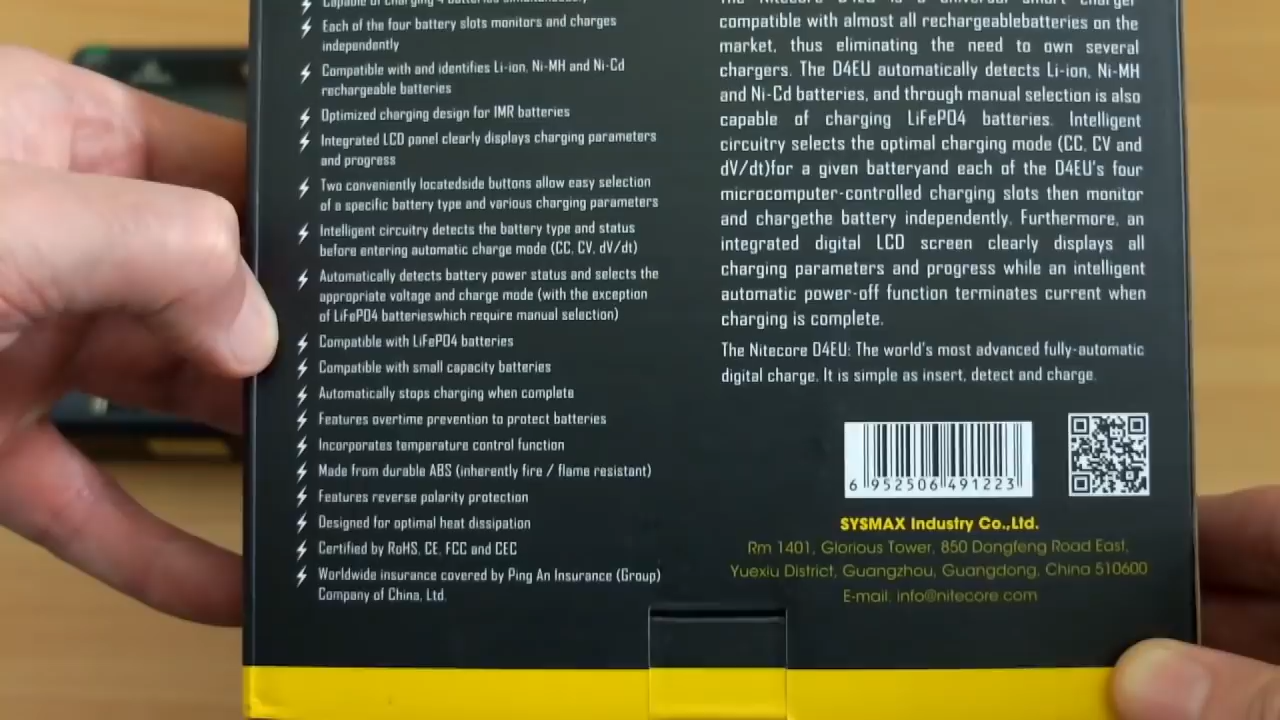 Capable of charging 4 batteries simultaneously
Each of the four battery slots monitors and charges
independently
Compatible with and identifies Li-ion, Ni-MH and Ni-Cd
rechargeable batteries
Optimized charging design for IMR batteries
Integrated LCD panel clearly displays charging parameters
and progress
Two conveniently locatedside buttons allow easy selection
of a specific battery type and various charging parameters
Intelligent circuitry detects the battery type and status
before entering automatic charge mode (CC, CV, dV/dt)
Automatically detects battery power status and selects the
appropriate voltage and charge mode (with the exception
of LiFePO4 batterieswhich require manual selection)
Compatible with LiFePO4 batteries
Compatible with small capacity batteries
Automatically stops charging when complete
Features overtime prevention to protect batteries
Incorporates temperature control function
Made from durable ABS (inherently fire / flame resistant)
Features reverse polarity protection
Designed for optimal heat dissipation
Certified by RoHS, CE, FCC and CEC
Worldwide insurance covered by Ping An Insurance (Group)
Company of China, Ltd.
The Nitecore D4EU is a universal smart charger
compatible with almost all rechargeablebatteries on the
market, thus eliminating the need to own several
chargers. The D4EU automatically detects Li-ion, Ni-MH
and Ni-Cd batteries, and through manual selection is also
capable of charging LiFePO4 batteries. Intelligent
circuitry selects the optimal charging mode (CC, CV and
dV/dt)for a given batteryand each of the D4EU's four
microcomputer-controlled charging slots then monitor
and chargethe battery independently. Furthermore, an
integrated digital LCD screen clearly displays all
charging parameters and progress while an intelligent
automatic power-off function terminates current when
charging is complete.
The Nitecore D4EU: The world's most advanced fully-automatic
digital charge. It is simple as insert, detect and charge.
6 952506 491223
SYSMAX Industry Co.,Ltd.
Rm 1401, Glorious Tower, 850 Dongfeng Road East,
Yuexiu District, Guangzhou, Guangdong, China 510600
E-mail: info@nitecore.com